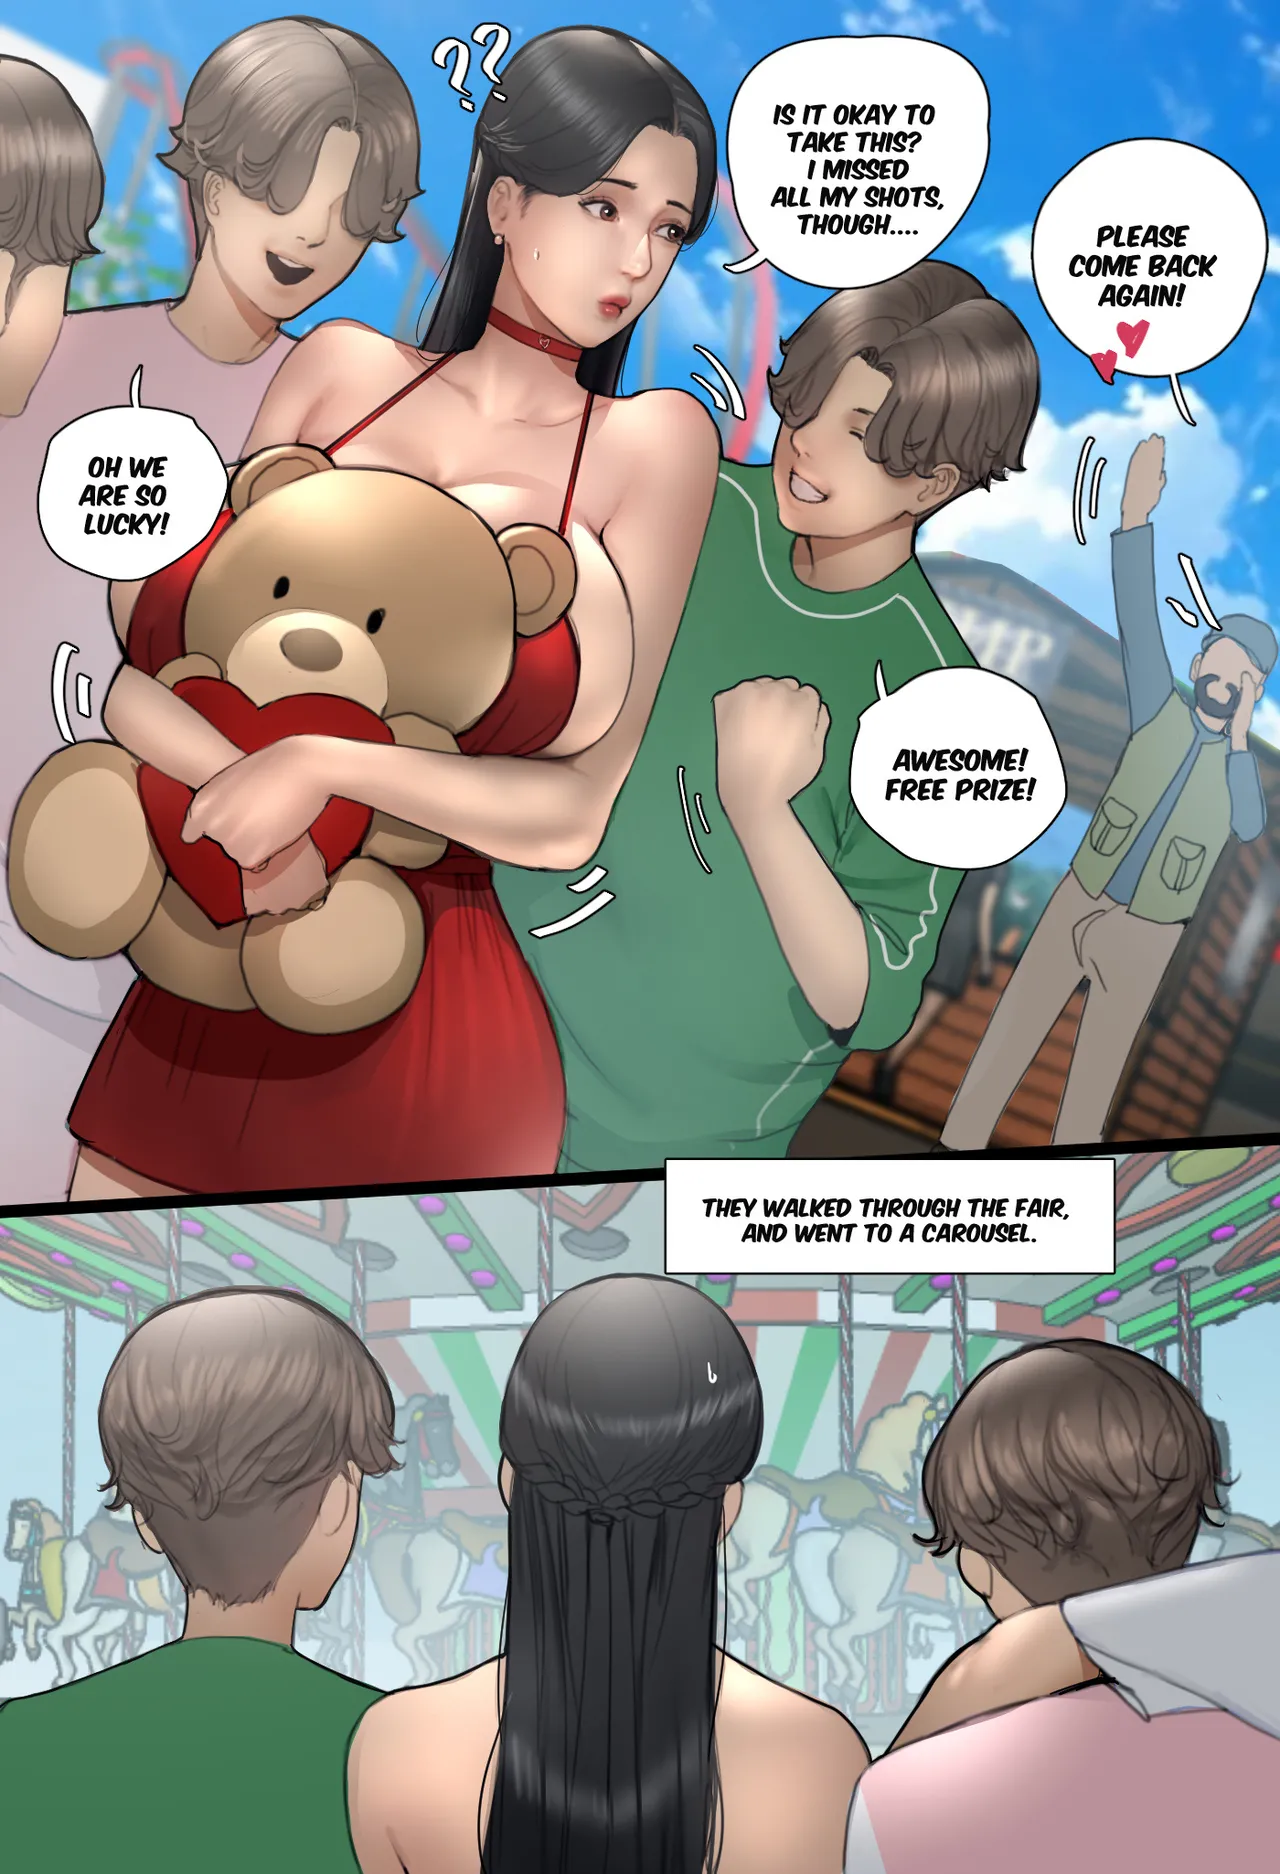 ??
IS IT OKAY TO
TAKE THIS?
I MISSED
ALL MY SHOTS,
THOUGH....
PLEASE
COME BACK
AGAIN!
OH WE
ARE SO
LUCKY!
AWESOME!
FREE PRIZE!
THEY WALKED THROUGH THE FAIR,
AND WENT TO A CAROUSEL.